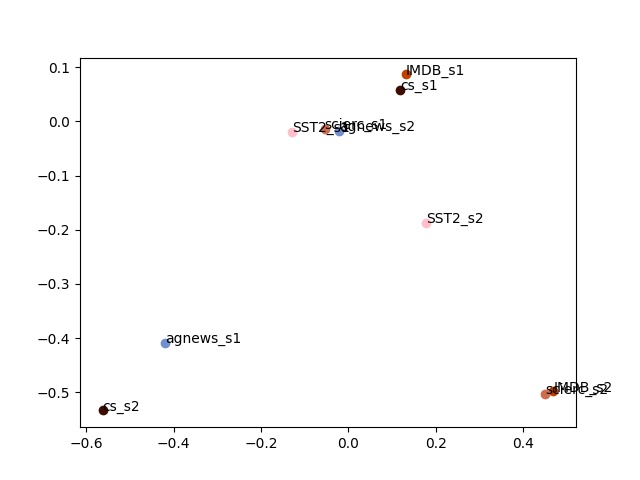 0.1
0.0
−0.1
−0.2
−0.3
−0.4
−0.5
IMDB_s1
cs_s1
SST2_s1
scierc_s1
agnews_s2
SST2_s2
agnews_s1
cs_s2
IMDB_s2
scierc_s2
−0.6
−0.4
−0.2
0.0
0.2
0.4